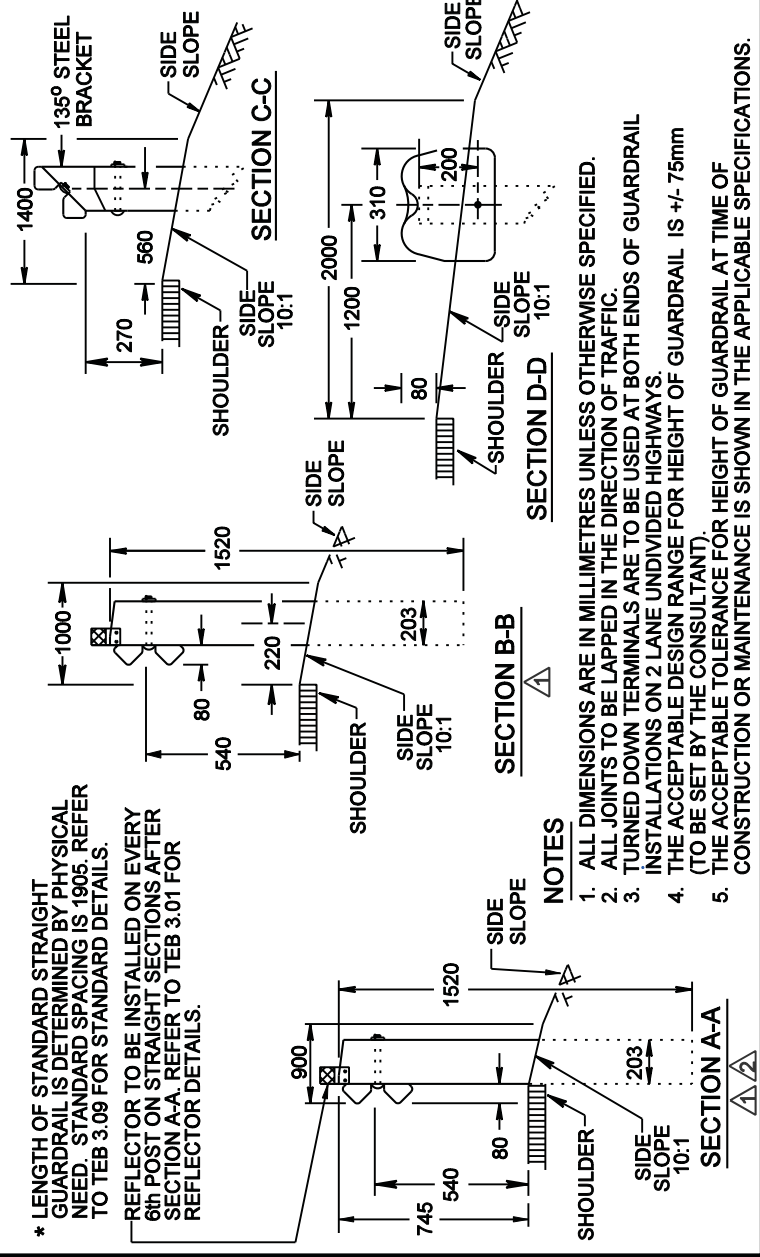 * LENGTH OF STANDARD STRAIGHT
GUARDRAIL IS DETERMINED BY PHYSICAL
NEED. STANDARD SPACING IS 1905. REFER
TO TEB 3.09 FOR STANDARD DETAILS.
REFLECTOR TO BE INSTALLED ON EVERY
6th POST ON STRAIGHT SECTIONS AFTER
SECTION A-A. REFER TO TEB 3.01 FOR
REFLECTOR DETAILS.
900
745
540
80
1520
203
SHOULDER
SIDE
SLOPE
10:1
SIDE
SLOPE
SECTION A-A
1
2
1000
540
80
220
1520
203
SHOULDER
SIDE
SLOPE
10:1
SIDE
SLOPE
SECTION B-B
1
1400
135° STEEL
BRACKET
270
560
SHOULDER
SIDE
SLOPE
10:1
SIDE
SLOPE
SECTION C-C
2000
1200
310
200
80
SHOULDER
SIDE
SLOPE
10:1
SIDE
SLOPE
SECTION D-D
NOTES
1. ALL DIMENSIONS ARE IN MILLIMETRES UNLESS OTHERWISE SPECIFIED.
2. ALL JOINTS TO BE LAPPED IN THE DIRECTION OF TRAFFIC.
3. TURNED DOWN TERMINALS ARE TO BE USED AT BOTH ENDS OF GUARDRAIL
INSTALLATIONS ON 2 LANE UNDIVIDED HIGHWAYS.
4. THE ACCEPTABLE DESIGN RANGE FOR HEIGHT OF GUARDRAIL IS +/- 75mm
(TO BE SET BY THE CONSULTANT).
5. THE ACCEPTABLE TOLERANCE FOR HEIGHT OF GUARDRAIL AT TIME OF
CONSTRUCTION OR MAINTENANCE IS SHOWN IN THE APPLICABLE SPECIFICATIONS.